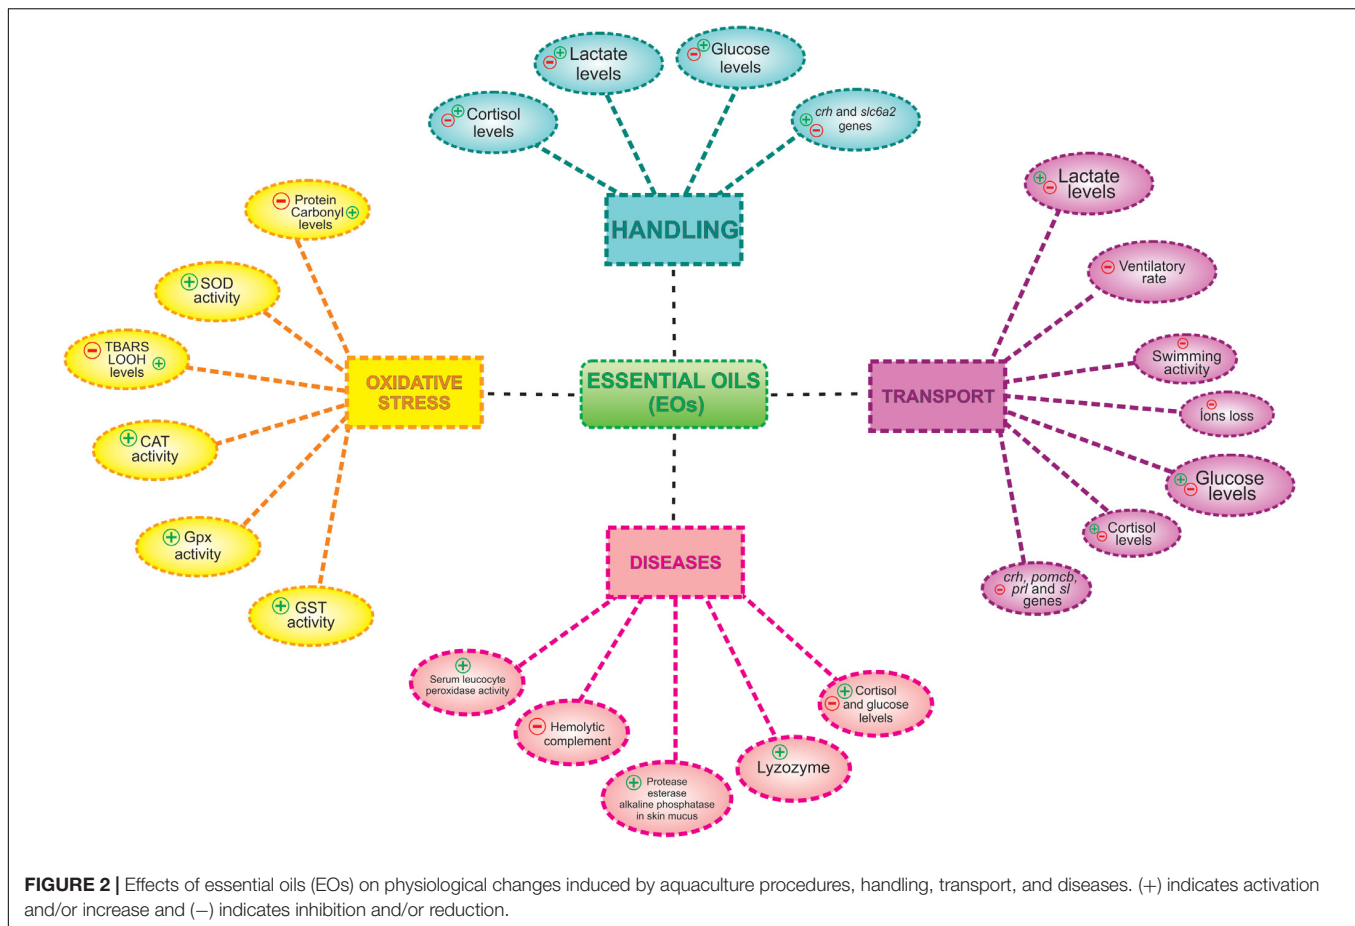 Lactate
levels
Glucose
levels
Cortisol
levels
crh and slc6a2
genes
HANDLING
Protein
Carbonyl
levels
SOD
activity
TBARS
LOOH
levels
CAT
activity
Gpx
activity
GST
activity
OXIDATIVE
STRESS
ESSENTIAL OILS
(EOs)
TRANSPORT
Lactate
levels
Ventilatory
rate
Swimming
activity
Íons loss
Glucose
levels
Cortisol
levels
crh, pomcb,
prl and sl
genes
DISEASES
Serum leucocyte
peroxidase activity
Hemolytic
complement
Protease
esterase
alkaline phosphatase
in skin mucus
Lyzozyme
Cortisol
and glucose
lelvels
FIGURE 2 | Effects of essential oils (EOs) on physiological changes induced by aquaculture procedures, handling, transport, and diseases. (+) indicates activation
and/or increase and (−) indicates inhibition and/or reduction.